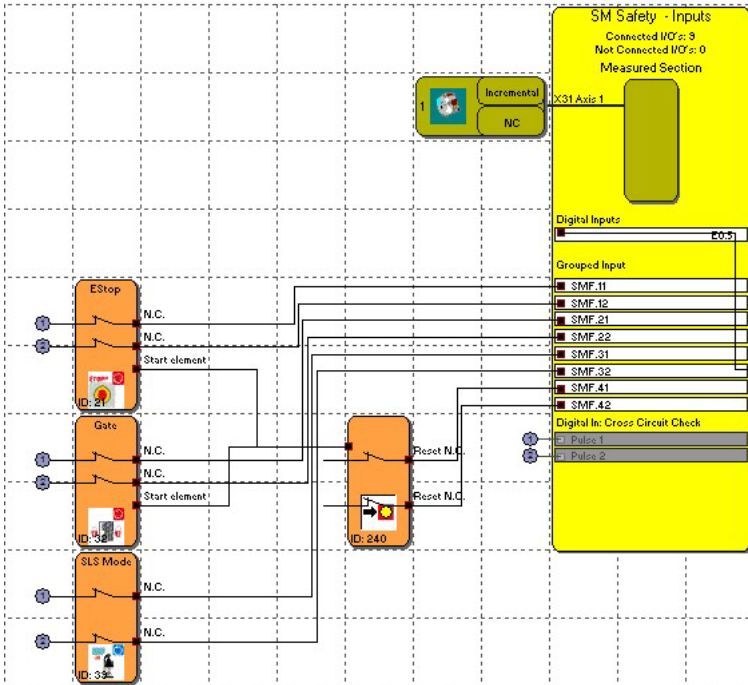 SM Safety - Inputs
Connected I/O's: 9
Not Connected I/O's: 0
Measured Section
1
Incremental
NC
X31 Axis 1
Digital Inputs
E0.5
Grouped Input
SMF.11
SMF.12
SMF.21
SMF.22
SMF.31
SMF.32
SMF.41
SMF.42
Digital In: Cross Circuit Check
1 Pulse 1
2 Pulse 2
EStop
1 N.C.
2 N.C.
Start element
ID: 21
Gate
1 N.C.
2 N.C.
Start element
ID: 32
Reset N.C.
Reset N.C.
ID: 240
SLS Mode
1 N.C.
2 N.C.
ID: 39